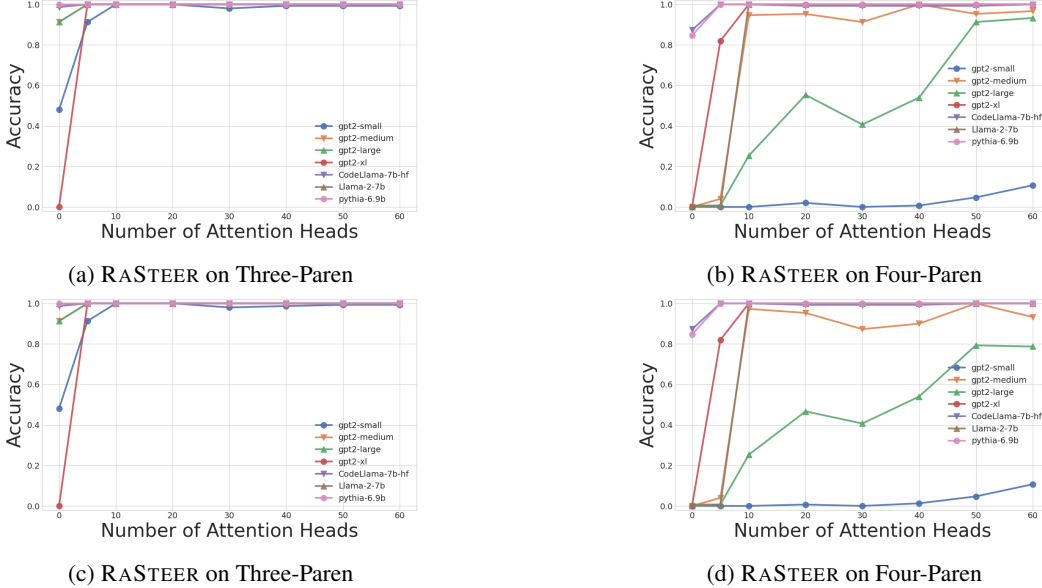 1.0
0.8
0.6
0.4
0.2
0.0
Accuracy
gpt2-small
gpt2-medium
gpt2-large
gpt2-xl
CodeLlama-7b-hf
Llama-2-7b
pythia-6.9b
0 10 20 30 40 50 60
Number of Attention Heads
(a) RASTEER on Three-Paren
1.0
0.8
0.6
0.4
0.2
0.0
Accuracy
gpt2-small
gpt2-medium
gpt2-large
gpt2-xl
CodeLlama-7b-hf
Llama-2-7b
pythia-6.9b
0 10 20 30 40 50 60
Number of Attention Heads
(b) RASTEER on Four-Paren
1.0
0.8
0.6
0.4
0.2
0.0
Accuracy
gpt2-small
gpt2-medium
gpt2-large
gpt2-xl
CodeLlama-7b-hf
Llama-2-7b
pythia-6.9b
0 10 20 30 40 50 60
Number of Attention Heads
(c) RASTEER on Three-Paren
1.0
0.8
0.6
0.4
0.2
0.0
Accuracy
gpt2-small
gpt2-medium
gpt2-large
gpt2-xl
CodeLlama-7b-hf
Llama-2-7b
pythia-6.9b
0 10 20 30 40 50 60
Number of Attention Heads
(d) RASTEER on Four-Paren